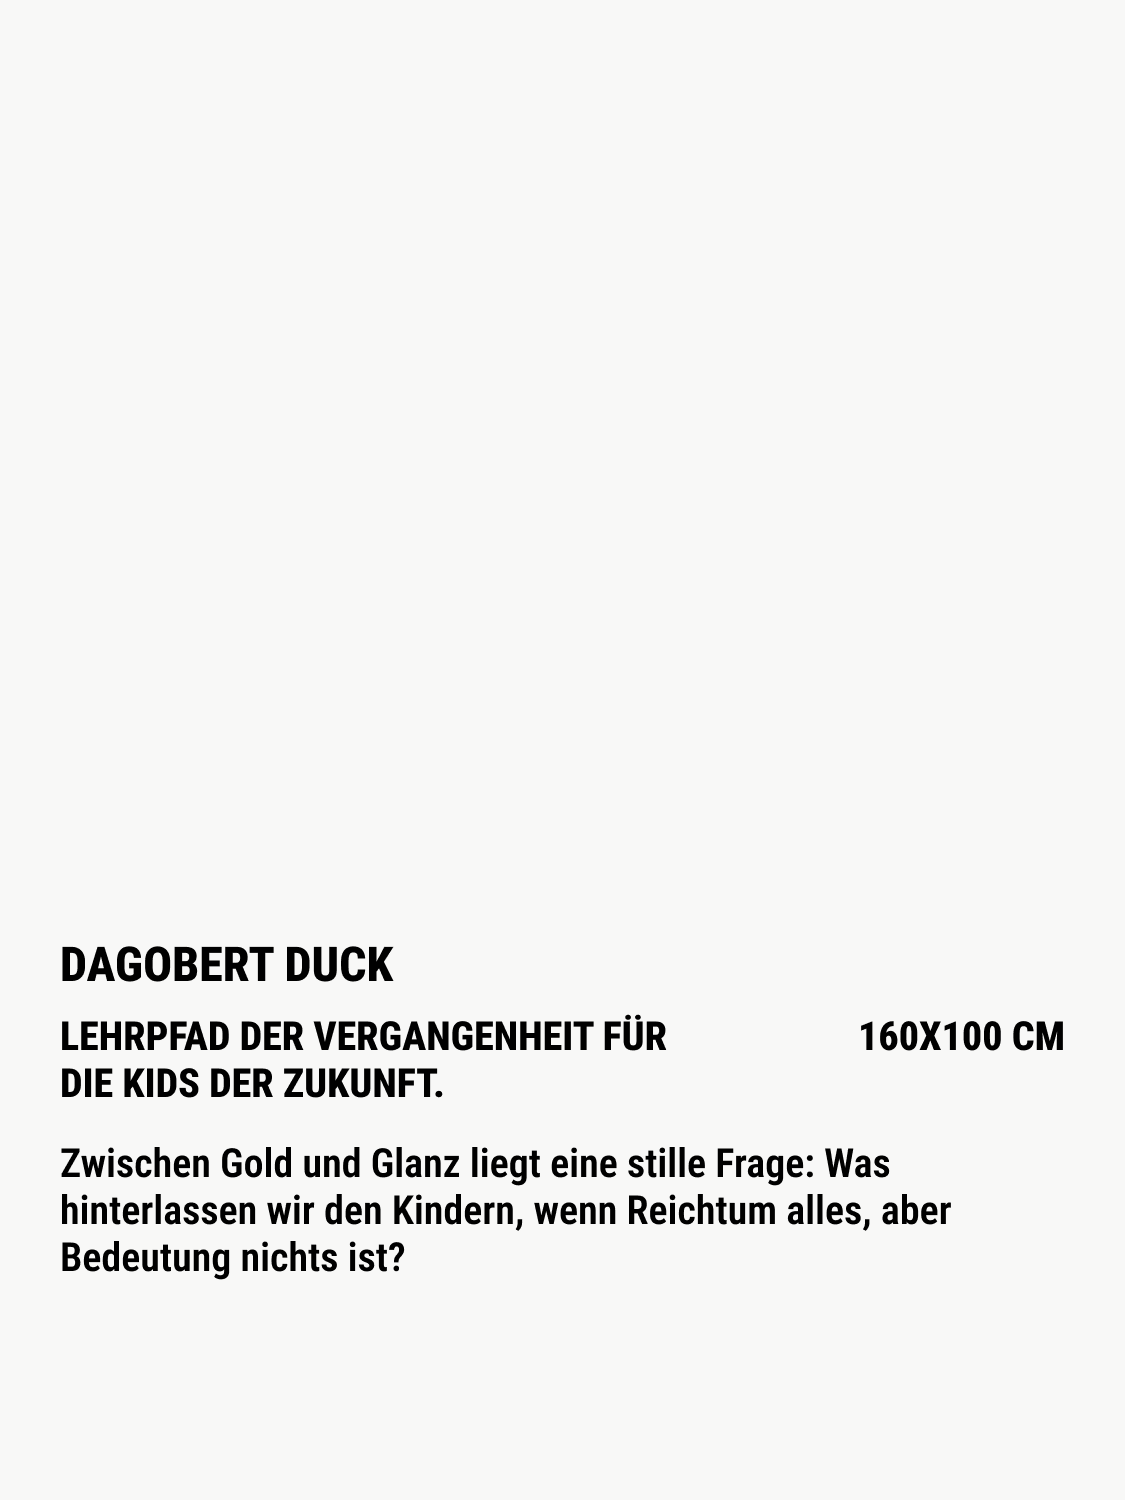 DAGOBERT DUCK
LEHRPFAD DER VERGANGENHEIT FÜR
DIE KIDS DER ZUKUNFT.
160X100 CM
Zwischen Gold und Glanz liegt eine stille Frage: Was
hinterlassen wir den Kindern, wenn Reichtum alles, aber
Bedeutung nichts ist?